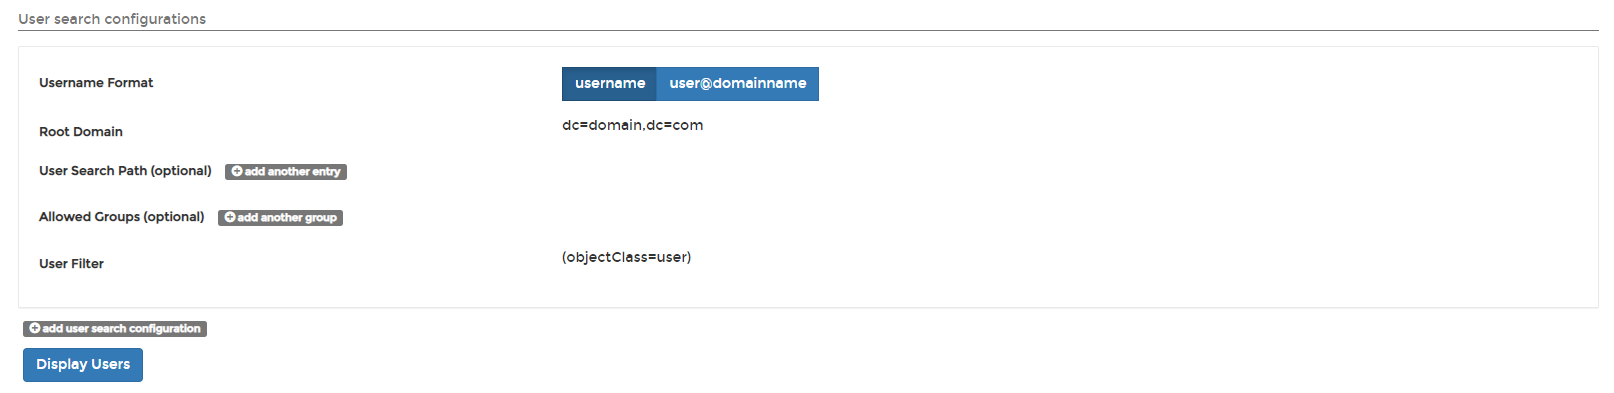 User search configurations
Username Format username user@domainname
Root Domain dc=domain,dc=com
User Search Path (optional) add another entry
Allowed Groups (optional) add another group
User Filter (objectClass=user)
add user search configuration
Display Users